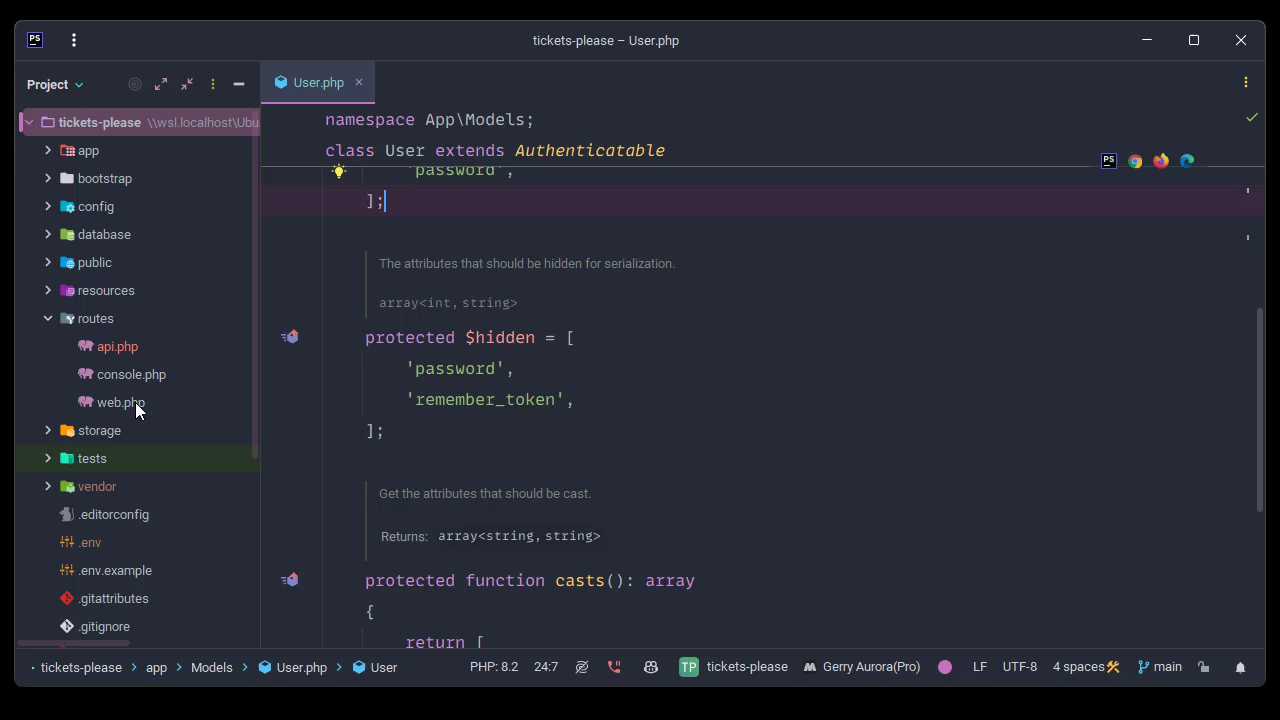 PS
tickets-please – User.php
Project
User.php
tickets-please \\wsl.localhost\Ubu
app
bootstrap
config
database
public
resources
routes
api.php
console.php
web.php
storage
tests
vendor
.editorconfig
.env
.env.example
.gitattributes
.gitignore
namespace App\Models;
class User extends Authenticatable
PS
'password',
];
The attributes that should be hidden for serialization.
array<int, string>
protected $hidden = [
'password',
'remember_token',
];
Get the attributes that should be cast.
Returns: array<string, string>
protected function casts(): array
{
return [
tickets-please > app > Models > User.php > User
PHP: 8.2
24:7
TP tickets-please
Gerry Aurora(Pro)
LF
UTF-8
4 spaces
main